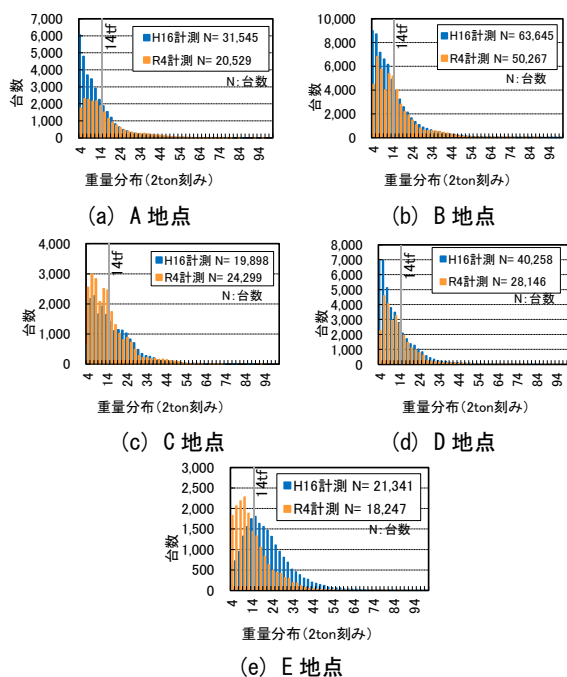 7,000
6,000
5,000
4,000
3,000
2,000
1,000
0
台数
14tf
H16計測 N= 31,545
R4計測 N= 20,529
N:台数
4 14 24 34 44 54 64 74 84 94
重量分布(2ton刻み)
(a) A 地点
10,000
8,000
6,000
4,000
2,000
0
台数
14tf
H16計測 N= 63,645
R4計測 N= 50,267
N:台数
4 14 24 34 44 54 64 74 84 94
重量分布(2ton刻み)
(b) B 地点
4,000
3,000
2,000
1,000
0
台数
14tf
H16計測 N= 19,898
R4計測 N= 24,299
N:台数
4 14 24 34 44 54 64 74 84 94
重量分布(2ton刻み)
(c) C 地点
8,000
7,000
6,000
5,000
4,000
3,000
2,000
1,000
0
台数
14tf
H16計測 N= 40,258
R4計測 N= 28,146
N:台数
4 14 24 34 44 54 64 74 84 94
重量分布(2ton刻み)
(d) D 地点
3,000
2,500
2,000
1,500
1,000
500
0
台数
14tf
H16計測 N= 21,341
R4計測 N= 18,247
N:台数
4 14 24 34 44 54 64 74 84 94
重量分布(2ton刻み)
(e) E 地点